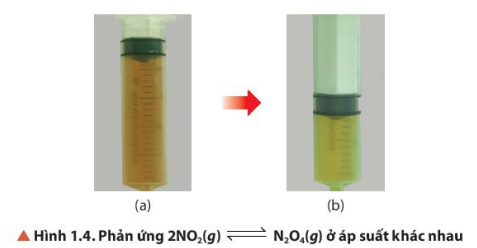 (a)
(b)
▲ Hình 1.4. Phản ứng 2NO₂(g) ⇌ N₂O₄(g) ở áp suất khác nhau